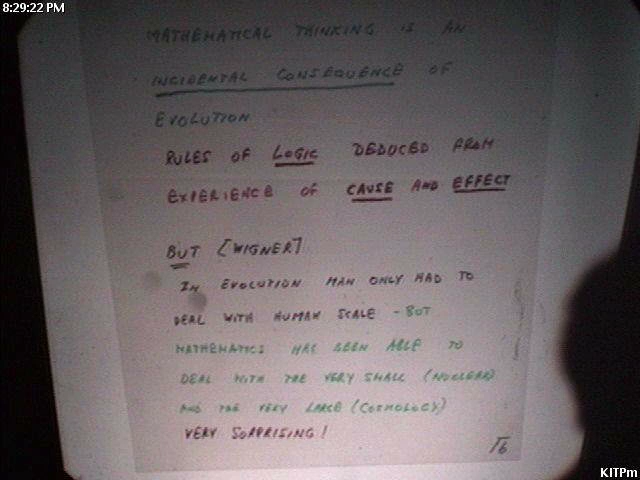 8:29:22 PM
MATHEMATICAL THINKING IS AN
INCIDENTAL CONSEQUENCE OF
EVOLUTION
RULES OF LOGIC DEDUCED FROM
EXPERIENCE OF CAUSE AND EFFECT
BUT [WIGNER]
IN EVOLUTION MAN ONLY HAD TO
DEAL WITH HUMAN SCALE - BUT
MATHEMATICS HAS BEEN ABLE TO
DEAL WITH THE VERY SMALL (NUCLEAR)
AND THE VERY LARGE (COSMOLOGY)
VERY SURPRISING!
16
KITPm